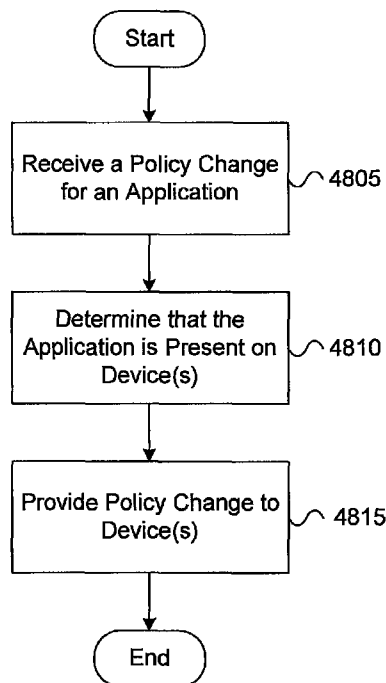 Start
Receive a Policy Change
for an Application
4805
Determine that the
Application is Present on
Device(s)
4810
Provide Policy Change to
Device(s)
4815
End